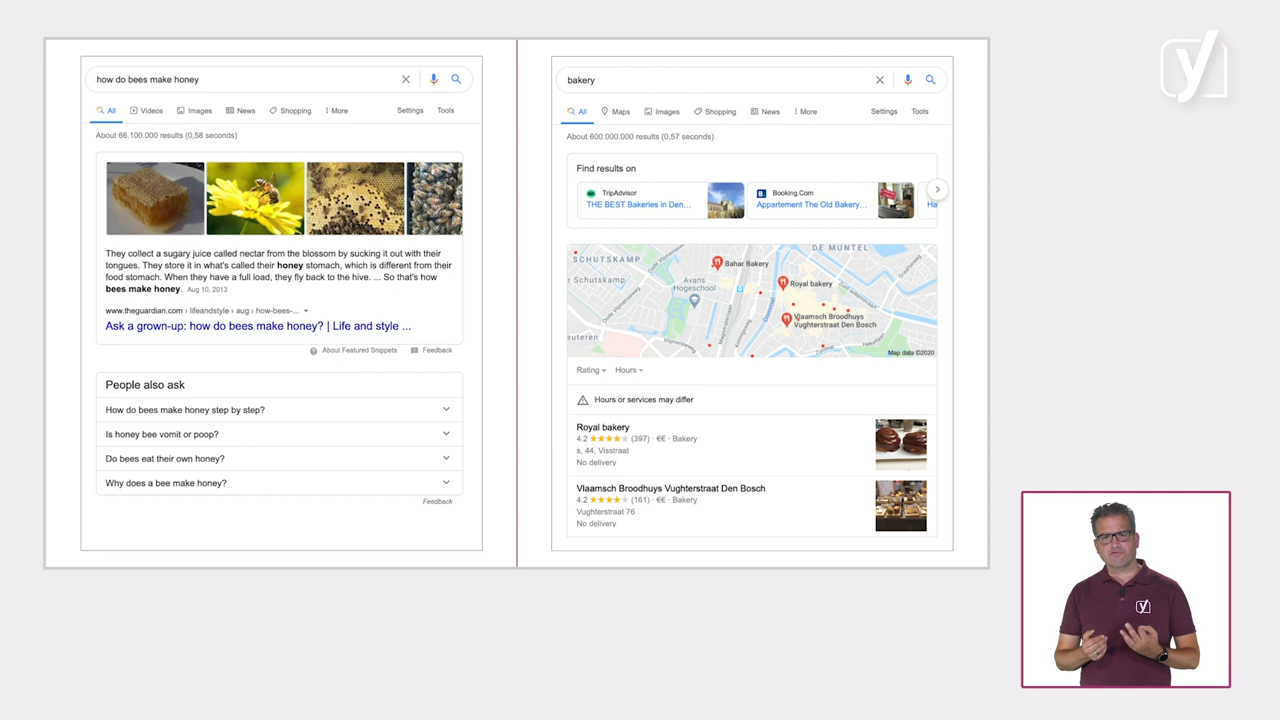 how do bees make honey
All Videos Images News Shopping More Settings Tools
About 66.100.000 results (0,58 seconds)
They collect a sugary juice called nectar from the blossom by sucking it out with their
tongues. They store it in what's called their honey stomach, which is different from their
food stomach. When they have a full load, they fly back to the hive. ... So that's how
bees make honey. Aug 10, 2013
www.theguardian.com › lifeandstyle › aug › how-bees-...
Ask a grown-up: how do bees make honey? | Life and style ...
About Featured Snippets Feedback
People also ask
How do bees make honey step by step?
Is honey bee vomit or poop?
Do bees eat their own honey?
Why does a bee make honey?
Feedback
bakery
All Maps Images Shopping News More Settings Tools
About 600.000.000 results (0,57 seconds)
Find results on
TripAdvisor
THE BEST Bakeries in Den...
Booking.Com
Appartement The Old Bakery...
Ha
DE MUNTEL
SCHUTSKAMP
Bahar Bakery
e Schutskamp
Avans
Hogeschool
Royal bakery
Vlaamsch Broodhuys
Vughterstraat Den Bosch
euteren
Map data ©2020
Rating Hours
Hours or services may differ
Royal bakery
4.2 (397) · €€ · Bakery
s, 44, Visstraat
No delivery
Vlaamsch Broodhuys Vughterstraat Den Bosch
4.2 (161) · €€ · Bakery
Vughterstraat 76
No delivery
y
y